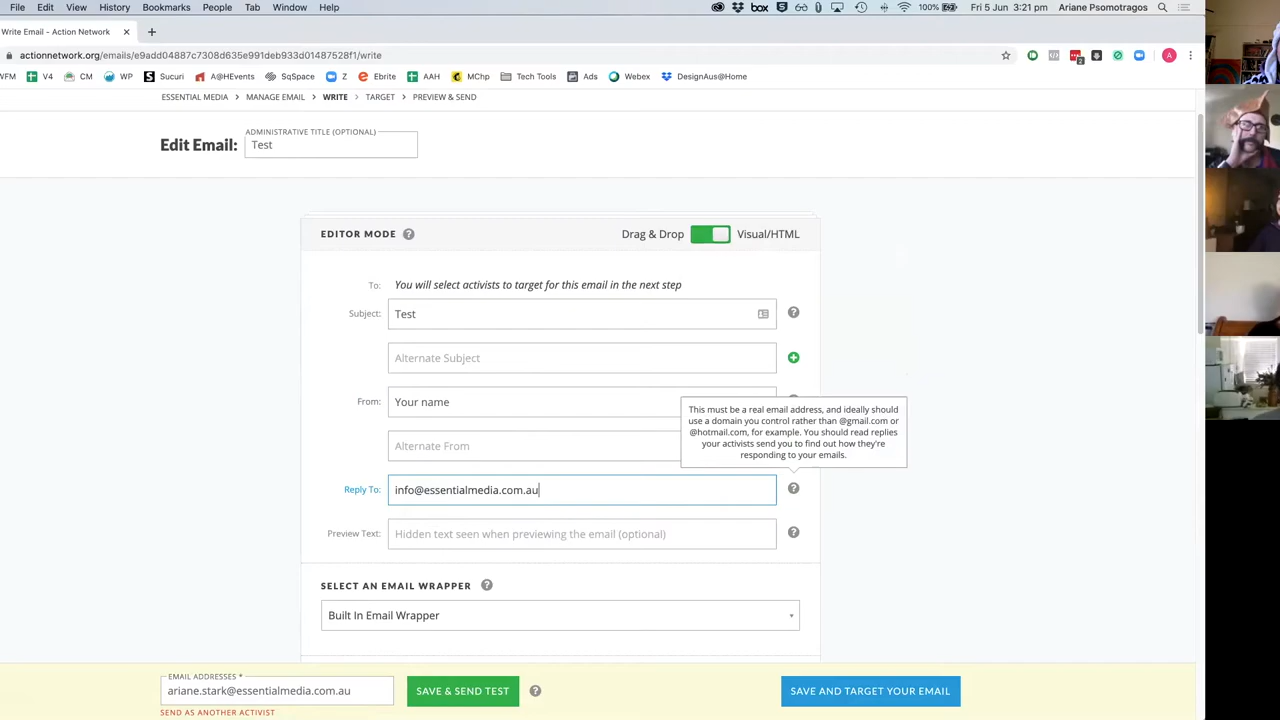 File Edit View History Bookmarks People Tab Window Help
box 100% Fri 5 Jun 3:21 pm Ariane Psomotragos
Write Email - Action Network × +
actionnetwork.org/emails/e9add04887c7308d635e991deb933d01487528f1/write
2 A
WFM V4 CM WP Sucuri A@HEvents SqSpace Z Ebrite AAH MChp Tech Tools Ads Webex DesignAus@Home
ESSENTIAL MEDIA > MANAGE EMAIL > WRITE > TARGET > PREVIEW & SEND
ADMINISTRATIVE TITLE (OPTIONAL)
Edit Email: Test
EDITOR MODE ? Drag & Drop Visual/HTML
To: You will select activists to target for this email in the next step
Subject: Test ?
Alternate Subject +
From: Your name
Alternate From
This must be a real email address, and ideally should
use a domain you control rather than @gmail.com or
@hotmail.com, for example. You should read replies
your activists send you to find out how they're
responding to your emails.
Reply To: info@essentialmedia.com.au ?
Preview Text: Hidden text seen when previewing the email (optional) ?
SELECT AN EMAIL WRAPPER ?
Built In Email Wrapper
EMAIL ADDRESSES *
ariane.stark@essentialmedia.com.au SAVE & SEND TEST ? SAVE AND TARGET YOUR EMAIL
SEND AS ANOTHER ACTIVIST